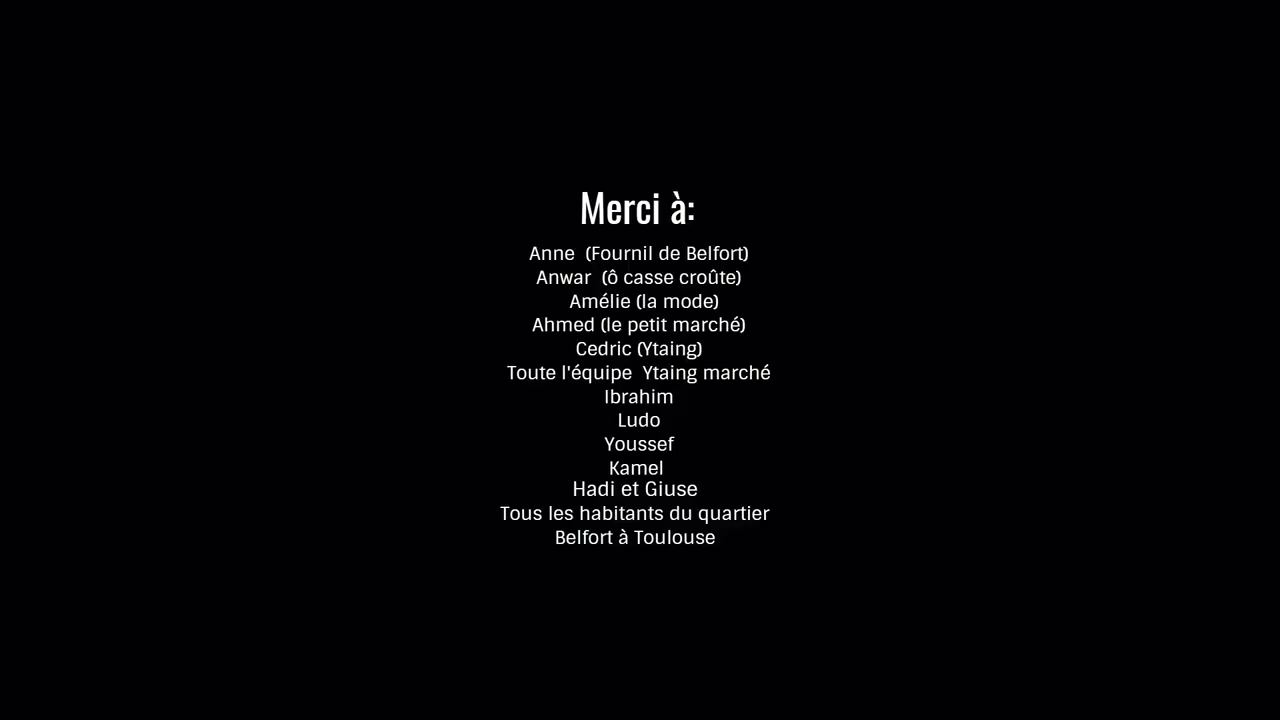 Merci à:
Anne (Fournil de Belfort)
Anwar (ô casse croûte)
Amélie (la mode)
Ahmed (le petit marché)
Cedric (Ytaing)
Toute l'équipe Ytaing marché
Ibrahim
Ludo
Youssef
Kamel
Hadi et Giuse
Tous les habitants du quartier
Belfort à Toulouse